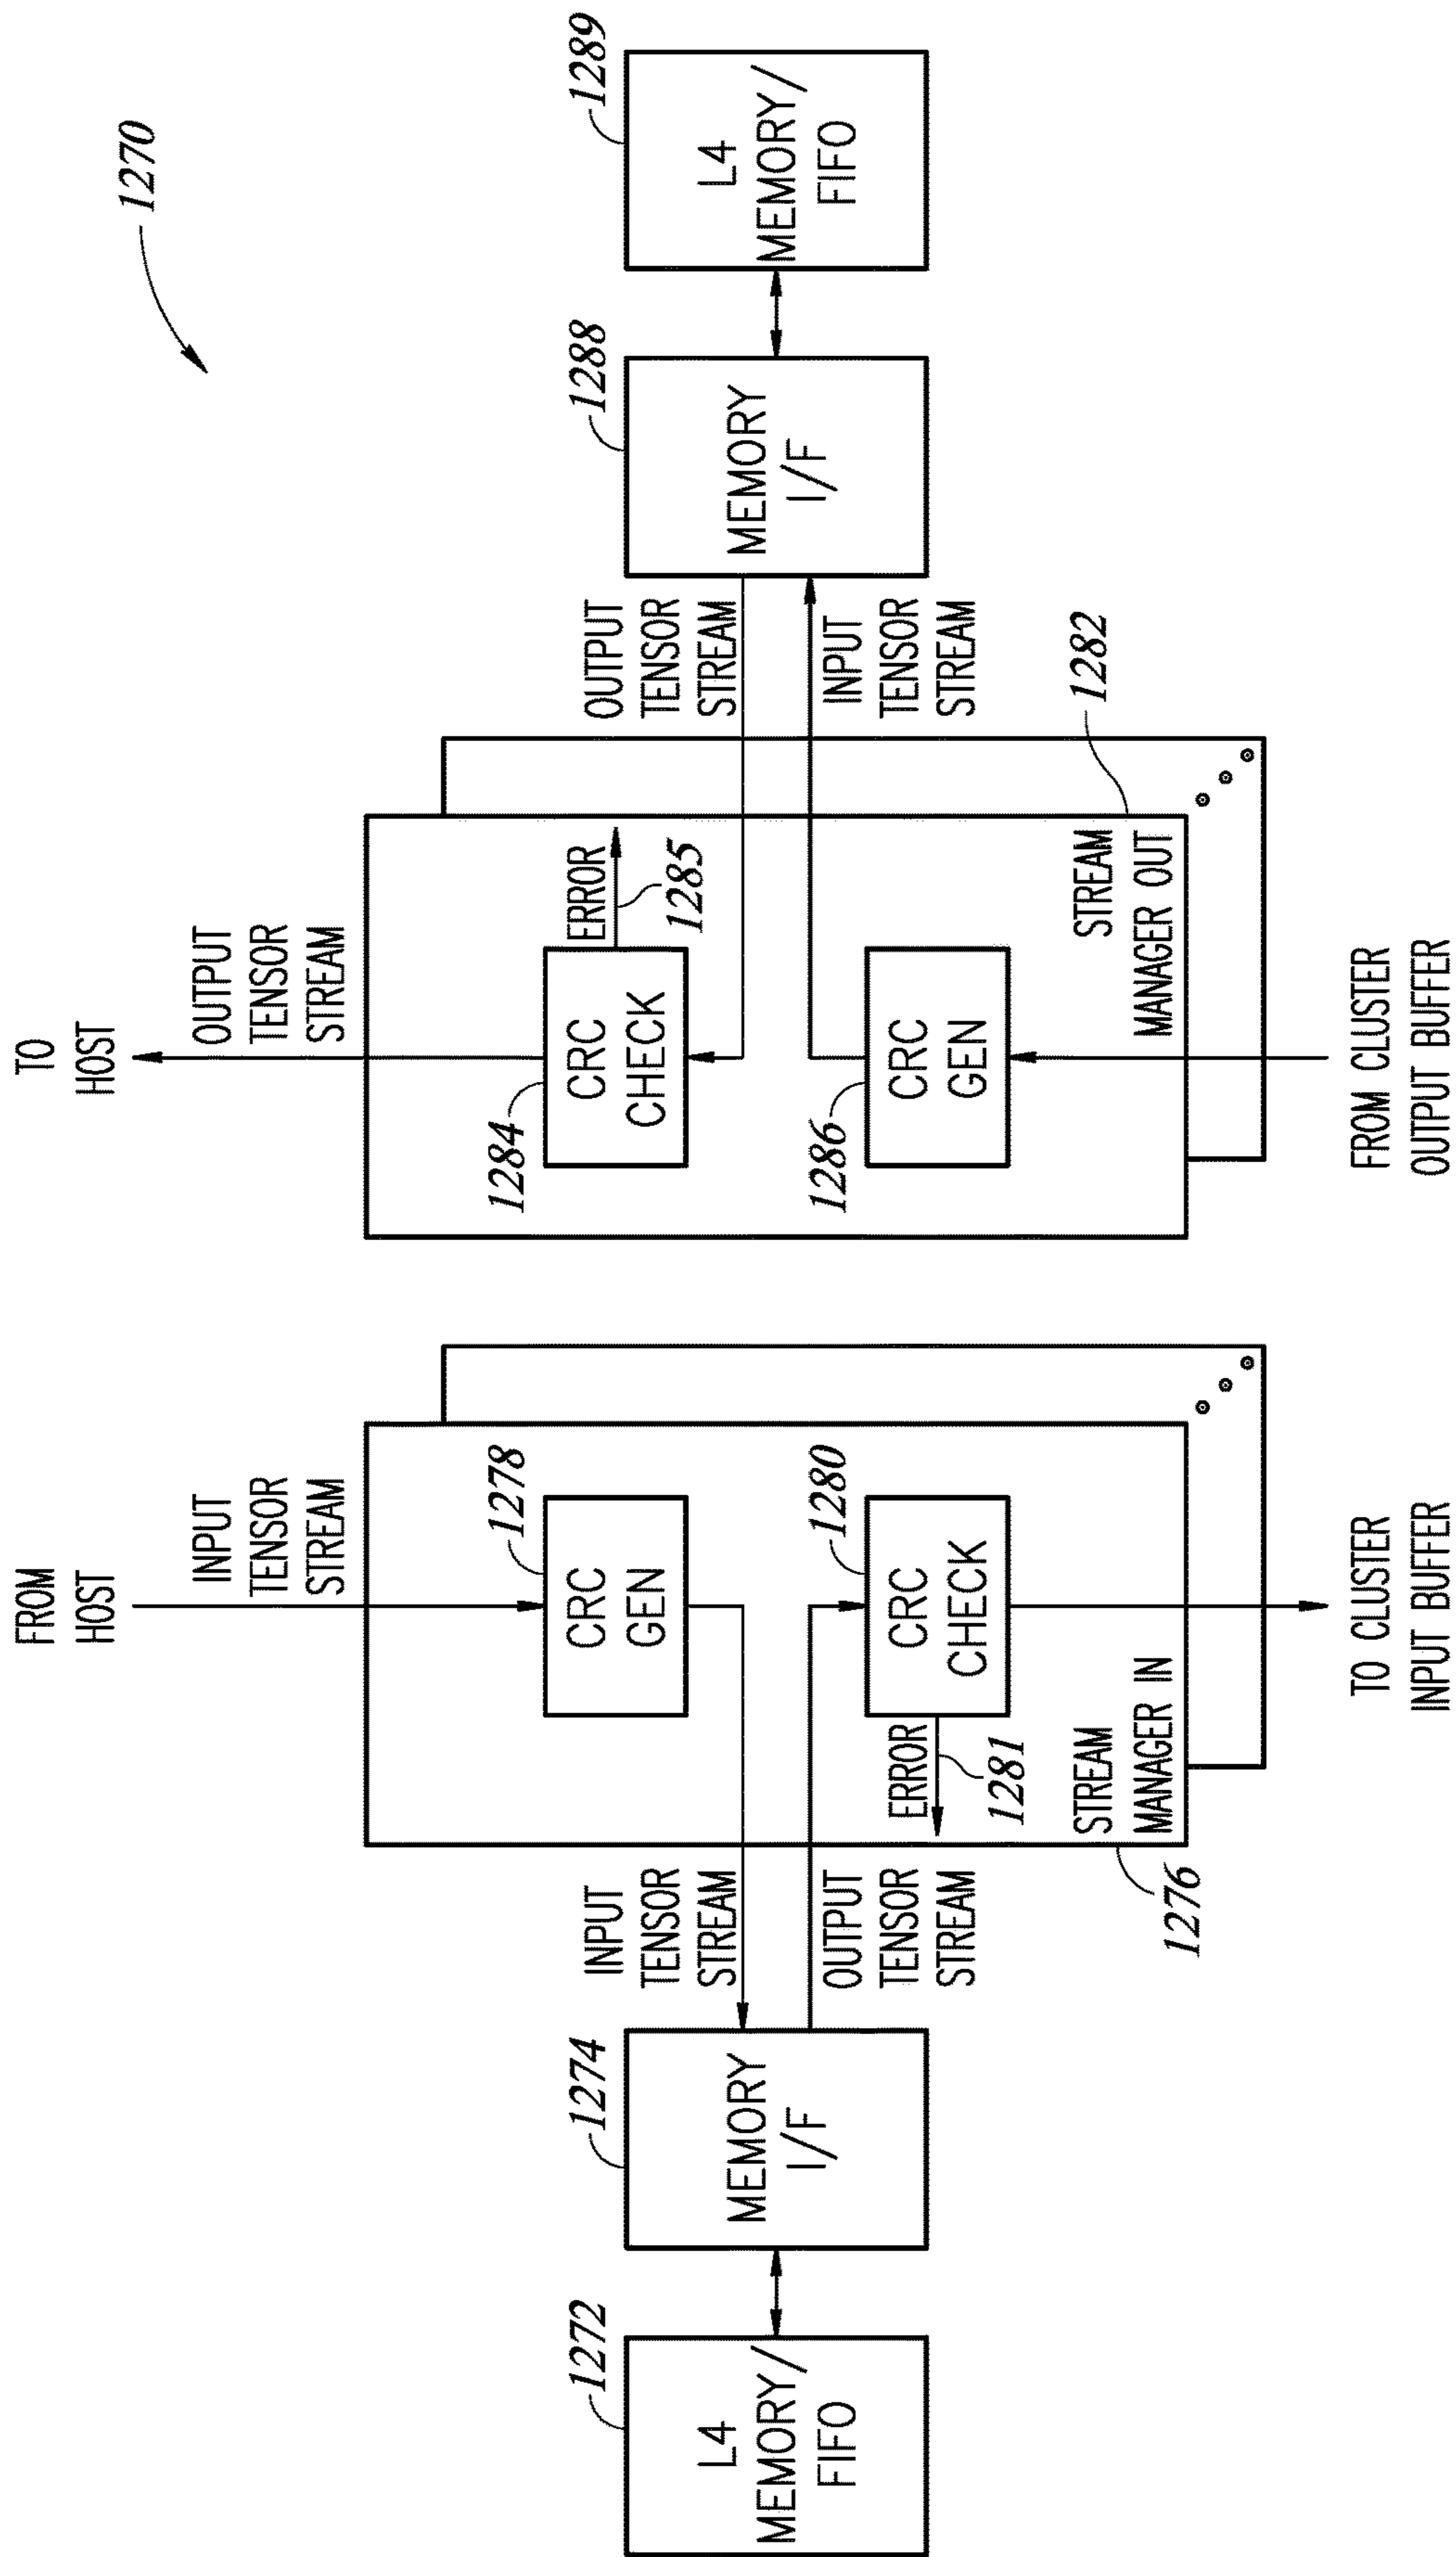 1270
FROM
HOST
TO
HOST
INPUT
TENSOR
STREAM
OUTPUT
TENSOR
STREAM
1272
L4
MEMORY/
FIFO
1274
MEMORY
I/F
INPUT
TENSOR
STREAM
OUTPUT
TENSOR
STREAM
1278
CRC
GEN
1280
CRC
CHECK
ERROR
1281
STREAM
MANAGER IN
1276
TO CLUSTER
INPUT BUFFER
1284
CRC
CHECK
ERROR
1285
1286
CRC
GEN
STREAM
MANAGER OUT
1282
FROM CLUSTER
OUTPUT BUFFER
OUTPUT
TENSOR
STREAM
INPUT
TENSOR
STREAM
1288
MEMORY
I/F
1289
L4
MEMORY/
FIFO